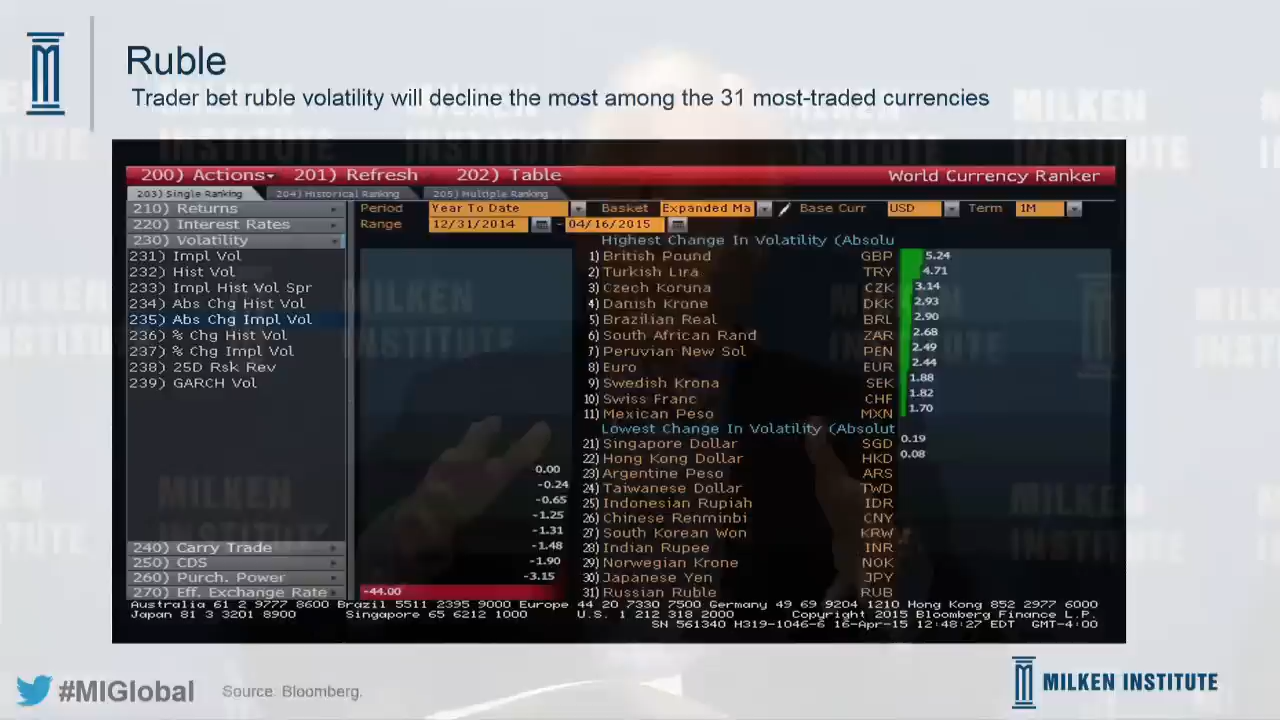 Ruble
Trader bet ruble volatility will decline the most among the 31 most-traded currencies
200) Actions 201) Refresh 202) Table World Currency Ranker
203) Single Ranking 204) Historical Ranking 205) Multiple Ranking
210) Returns Period Year To Date Basket Expanded Ma Base Curr USD Term 1M
220) Interest Rates Range 12/31/2014 - 04/16/2015
230) Volatility Highest Change In Volatility (Absolu
231) Impl Vol 1) British Pound GBP 5.24
232) Hist Vol 2) Turkish Lira TRY 4.71
233) Impl Hist Vol Spr 3) Czech Koruna CZK 3.14
234) Abs Chg Hist Vol 4) Danish Krone DKK 2.93
235) Abs Chg Impl Vol 5) Brazilian Real BRL 2.90
236) % Chg Hist Vol 6) South African Rand ZAR 2.68
237) % Chg Impl Vol 7) Peruvian New Sol PEN 2.49
238) 25D Rsk Rev 8) Euro EUR 2.44
239) GARCH Vol 9) Swedish Krona SEK 1.88
10) Swiss Franc CHF 1.82
11) Mexican Peso MXN 1.70
Lowest Change In Volatility (Absolut
21) Singapore Dollar SGD 0.19
22) Hong Kong Dollar HKD 0.08
-0.00 23) Argentine Peso ARS
-0.24 24) Taiwanese Dollar TWD
-0.65 25) Indonesian Rupiah IDR
-1.25 26) Chinese Renminbi CNY
-1.31 27) South Korean Won KRW
240) Carry Trade -1.48 28) Indian Rupee INR
250) CDS -1.90 29) Norwegian Krone NOK
260) Purch. Power -3.15 30) Japanese Yen JPY
270) Eff. Exchange Rate -44.00 31) Russian Ruble RUB
Australia 61 2 9777 8600 Brazil 5511 2395 9000 Europe 44 20 7330 7500 Germany 49 69 9204 1210 Hong Kong 852 2977 6000
Japan 81 3 3201 8900 Singapore 65 6212 1000 U.S. 1 212 318 2000 Copyright 2015 Bloomberg Finance L.P.
SN 561340 H319-1046-6 16-Apr-15 12:48:27 EDT GMT-4:00
#MIGlobal Source: Bloomberg. MILKEN INSTITUTE